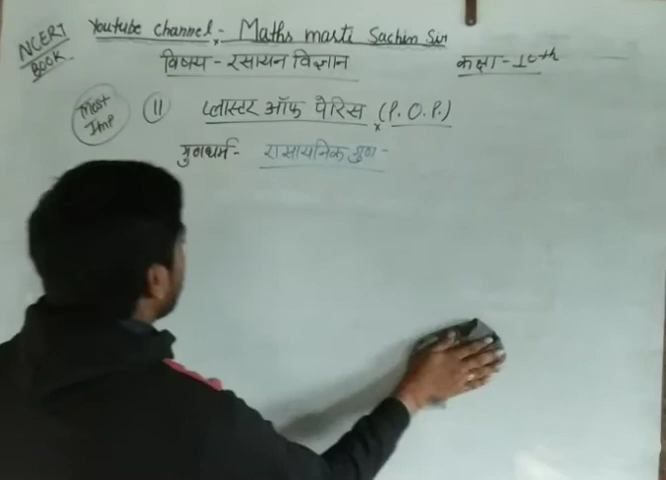 NCERT BOOK
Youtube channel - Maths masti Sachin Sir
विषय - रसायन विज्ञान कक्षा - 10th
Most Imp (11) प्लास्टर ऑफ पेरिस (P.O.P.)
गुणधर्म - रासायनिक गुण -